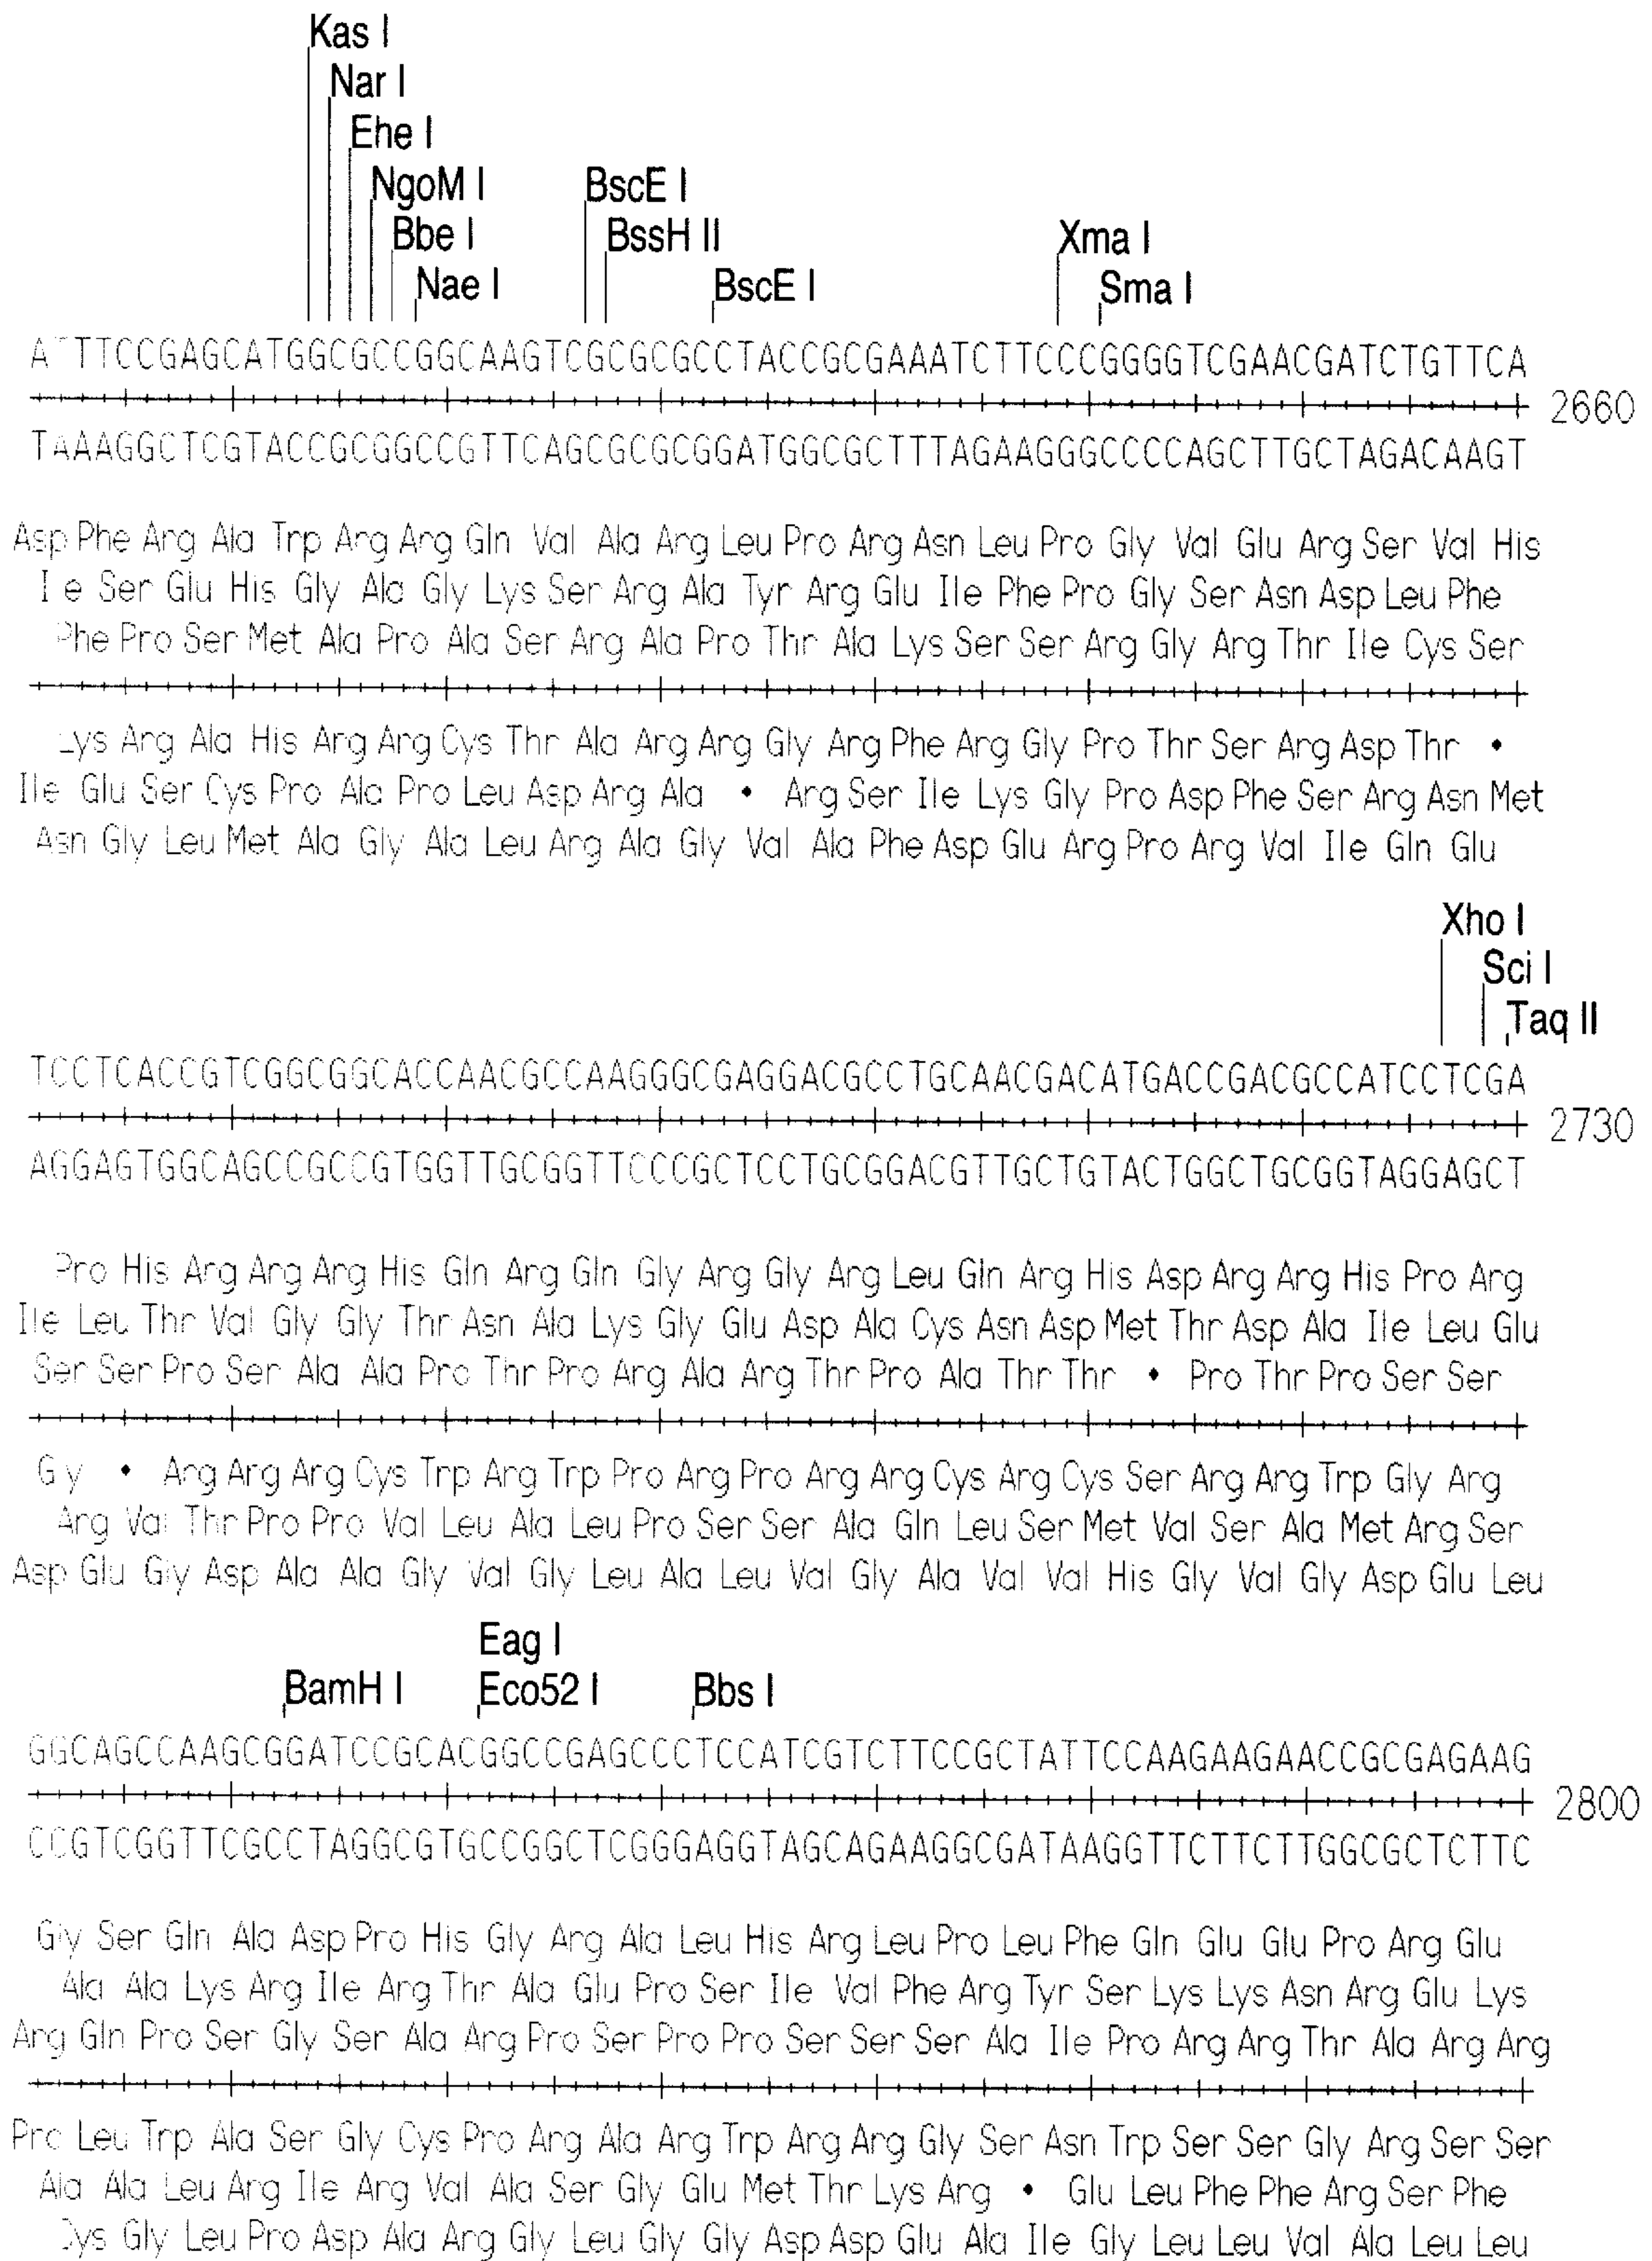 Kas I
Nar I
Ehe I
NgoM I BscE I
Bbe I BssH II Xma I
Nae I BscE I Sma I
ATTTCCGAGCATGGCGCCGGCAAGTCGCGCGCCTACCGCGAAATCTTCCCGGGGTCGAACGATCTGTTCA
2660
TAAAGGCTCGTACCGCGGCCGTTCAGCGCGCGGATGGCGCTTTAGAAGGGCCCCAGCTTGCTAGACAAGT
Asp Phe Arg Ala Trp Arg Arg Gln Val Ala Arg Leu Pro Arg Asn Leu Pro Gly Val Glu Arg Ser Val His
Ile Ser Glu His Gly Ala Gly Lys Ser Arg Ala Tyr Arg Glu Ile Phe Pro Gly Ser Asn Asp Leu Phe
Phe Pro Ser Met Ala Pro Ala Ser Arg Ala Pro Thr Ala Lys Ser Ser Arg Gly Arg Thr Ile Cys Ser
Lys Arg Ala His Arg Arg Cys Thr Ala Arg Arg Gly Arg Phe Arg Gly Pro Thr Ser Arg Asp Thr •
Ile Glu Ser Cys Pro Ala Pro Leu Asp Arg Ala • Arg Ser Ile Lys Gly Pro Asp Phe Ser Arg Asn Met
Asn Gly Leu Met Ala Gly Ala Leu Arg Ala Gly Val Ala Phe Asp Glu Arg Pro Arg Val Ile Gln Glu
Xho I
Sci I
Taq II
TCCTCACCGTCGGCGGCACCAACGCCAAGGGCGAGGACGCCTGCAACGACATGACCGACGCCATCCTCGA
2730
AGGAGTGGCAGCCGCCGTGGTTGCGGTTCCCGCTCCTGCGGACGTTGCTGTACTGGCTGCGGTAGGAGCT
Pro His Arg Arg Arg His Gln Arg Gln Gly Arg Gly Arg Leu Gln Arg His Asp Arg Arg His Pro Arg
Ile Leu Thr Val Gly Gly Thr Asn Ala Lys Gly Glu Asp Ala Cys Asn Asp Met Thr Asp Ala Ile Leu Glu
Ser Ser Pro Ser Ala Ala Pro Thr Pro Arg Ala Arg Thr Pro Ala Thr Thr • Pro Thr Pro Ser Ser
Gly • Arg Arg Arg Cys Trp Arg Trp Pro Arg Pro Arg Arg Cys Arg Cys Ser Arg Arg Trp Gly Arg
Arg Val Thr Pro Pro Val Leu Ala Leu Pro Ser Ser Ala Gln Leu Ser Met Val Ser Ala Met Arg Ser
Asp Glu Gly Asp Ala Ala Gly Val Gly Leu Ala Leu Val Gly Ala Val Val His Gly Val Gly Asp Glu Leu
Eag I
BamH I Eco52 I Bbs I
GGCAGCCAAGCGGATCCGCACGGCCGAGCCCTCCATCGTCTTCCGCTATTCCAAGAAGAACCGCGAGAAG
2800
CCGTCGGTTCGCCTAGGCGTGCCGGCTCGGGAGGTAGCAGAAGGCGATAAGGTTCTTCTTGGCGCTCTTC
Gly Ser Gln Ala Asp Pro His Gly Arg Ala Leu His Arg Leu Pro Leu Phe Gln Glu Glu Pro Arg Glu
Ala Ala Lys Arg Ile Arg Thr Ala Glu Pro Ser Ile Val Phe Arg Tyr Ser Lys Lys Asn Arg Glu Lys
Arg Gln Pro Ser Gly Ser Ala Arg Pro Ser Pro Pro Ser Ser Ser Ala Ile Pro Arg Arg Thr Ala Arg Arg
Pro Leu Trp Ala Ser Gly Cys Pro Arg Ala Arg Trp Arg Arg Gly Ser Asn Trp Ser Ser Gly Arg Ser Ser
Ala Ala Leu Arg Ile Arg Val Ala Ser Gly Glu Met Thr Lys Arg • Glu Leu Phe Phe Arg Ser Phe
Cys Gly Leu Pro Asp Ala Arg Gly Leu Gly Gly Asp Asp Glu Ala Ile Gly Leu Leu Val Ala Leu Leu